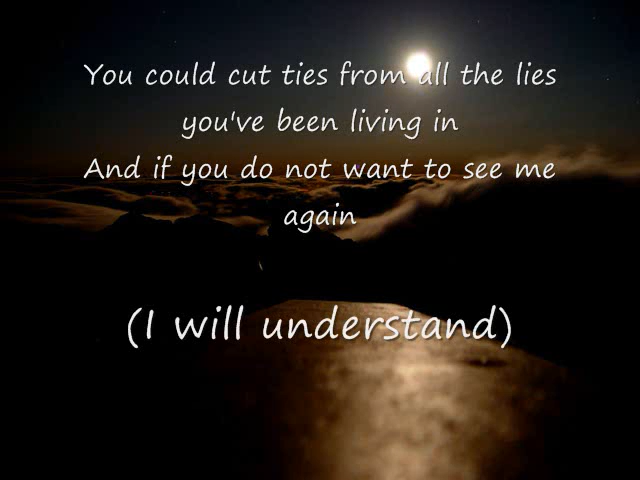 You could cut ties from all the lies
you've been living in
And if you do not want to see me
again
(I will understand)